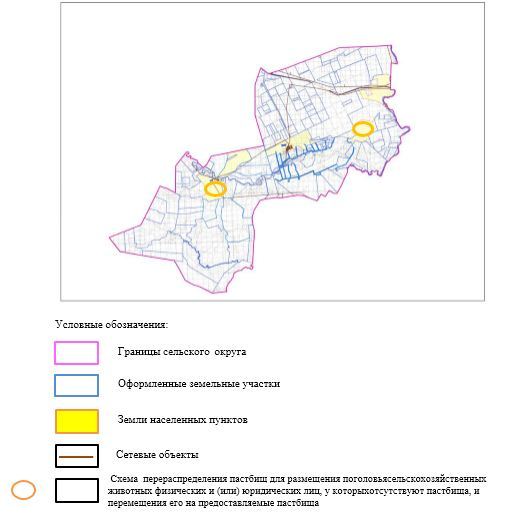 Условные обозначения:
Границы сельского округа
Оформленные земельные участки
Земли населенных пунктов
Сетевые объекты
Схема перераспределения пастбищ для размещения поголовьясельскохозяйственных
животных физических и (или) юридических лиц, у которыхотсутствуют пастбища, и
перемещения его на предоставляемые пастбища